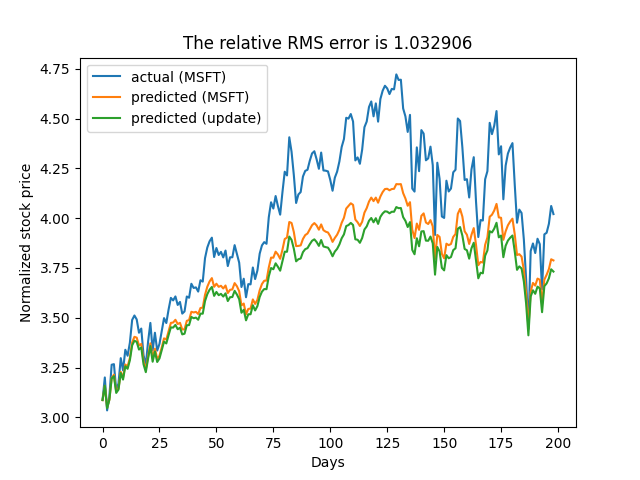 The relative RMS error is 1.032906
actual (MSFT)
predicted (MSFT)
predicted (update)
Normalized stock price
4.75
4.50
4.25
4.00
3.75
3.50
3.25
3.00
0 25 50 75 100 125 150 175 200
Days